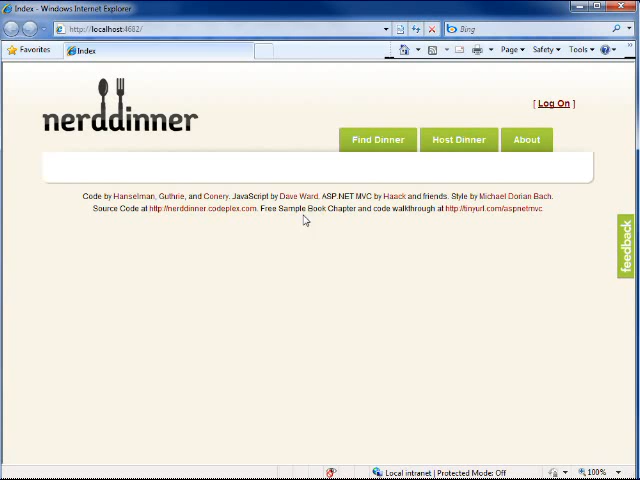 Index - Windows Internet Explorer
http://localhost:4682/
Bing
Favorites
Index
Page
Safety
Tools
nerddinner
[ Log On ]
Find Dinner
Host Dinner
About
Code by Hanselman, Guthrie, and Conery. JavaScript by Dave Ward. ASP.NET MVC by Haack and friends. Style by Michael Dorian Bach.
Source Code at http://nerddinner.codeplex.com. Free Sample Book Chapter and code walkthrough at http://tinyurl.com/aspnetmvc.
feedback
Local intranet | Protected Mode: Off
100%